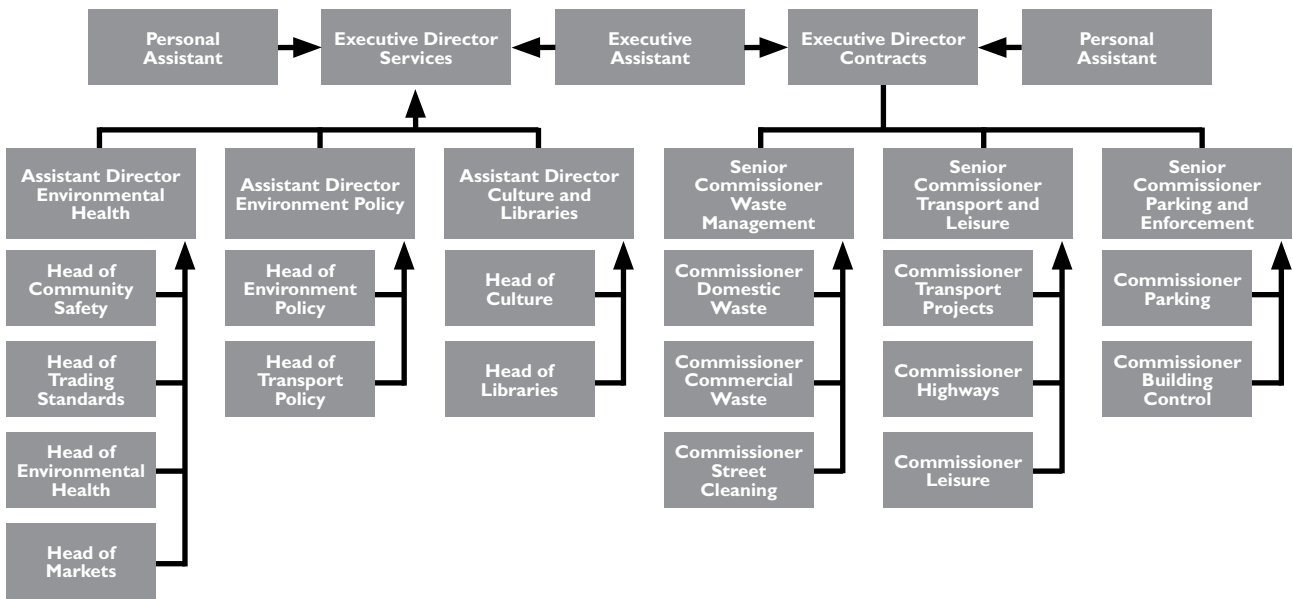 Personal
Assistant
Executive Director
Services
Executive
Assistant
Executive Director
Contracts
Personal
Assistant
Assistant Director
Environmental
Health
Assistant Director
Environment Policy
Assistant Director
Culture and
Libraries
Senior
Commissioner
Waste
Management
Senior
Commissioner
Transport and
Leisure
Senior
Commissioner
Parking and
Enforcement
Head of
Community
Safety
Head of
Environment
Policy
Head of
Culture
Commissioner
Domestic
Waste
Commissioner
Transport
Projects
Commissioner
Parking
Head of
Trading
Standards
Head of
Transport
Policy
Head of
Libraries
Commissioner
Commercial
Waste
Commissioner
Highways
Commissioner
Building
Control
Head of
Environmental
Health
Commissioner
Street
Cleaning
Commissioner
Leisure
Head of
Markets